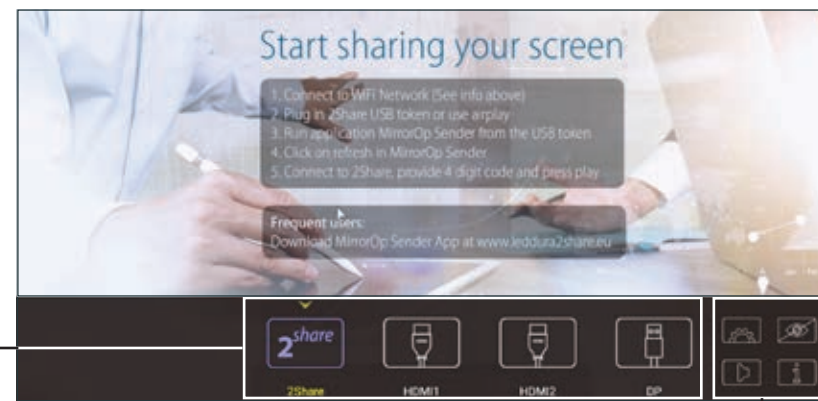 Start sharing your screen
1. Connect to WiFi Network (See info above)
2. Plug in 2Share USB token or use airplay
3. Run application MirrorOp Sender from the USB token
4. Click on refresh in MirrorOp Sender
5. Connect to 2Share, provide 4 digit code and press play
Frequent users:
Download MirrorOp Sender App at www.leddura2share.eu
2share
2Share HDMI1 HDMI2 DP